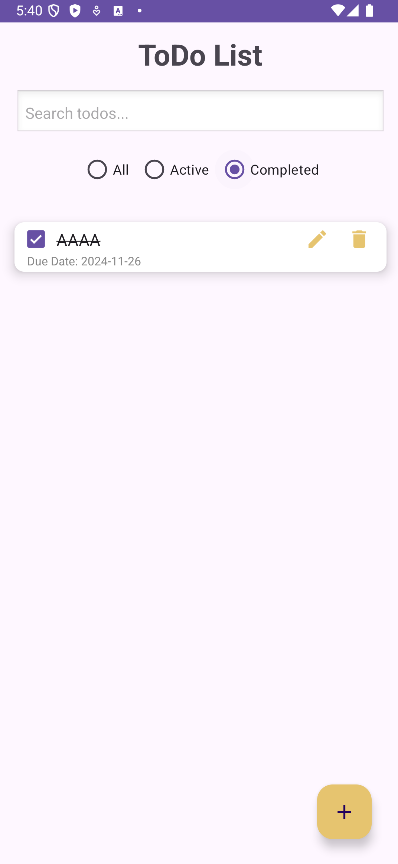 5:40
ToDo List
Search todos...
All Active Completed
AAAA
Due Date: 2024-11-26
+